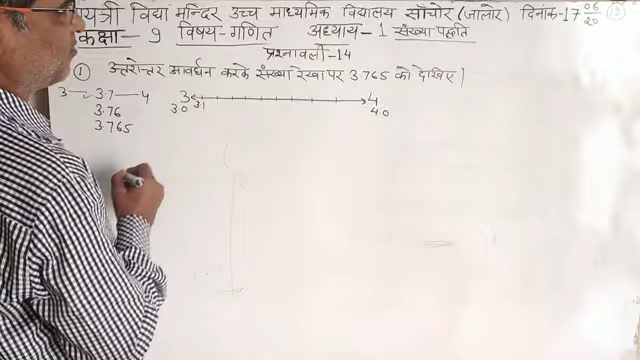 गायत्री विद्या मन्दिर उच्च माध्यमिक विद्यालय साँचोर (जालोर) दिनांक-17 06/20
कक्षा-9 विषय-गणित अध्याय-1 संख्या पद्धति
प्रश्नावली-14
① उत्तरोत्तर आवर्धन करके संख्या रेखा पर 3.765 को देखिए।
3 — 3.7 — 4
3.76
3.765
3 4
3.0 3.1 4.0